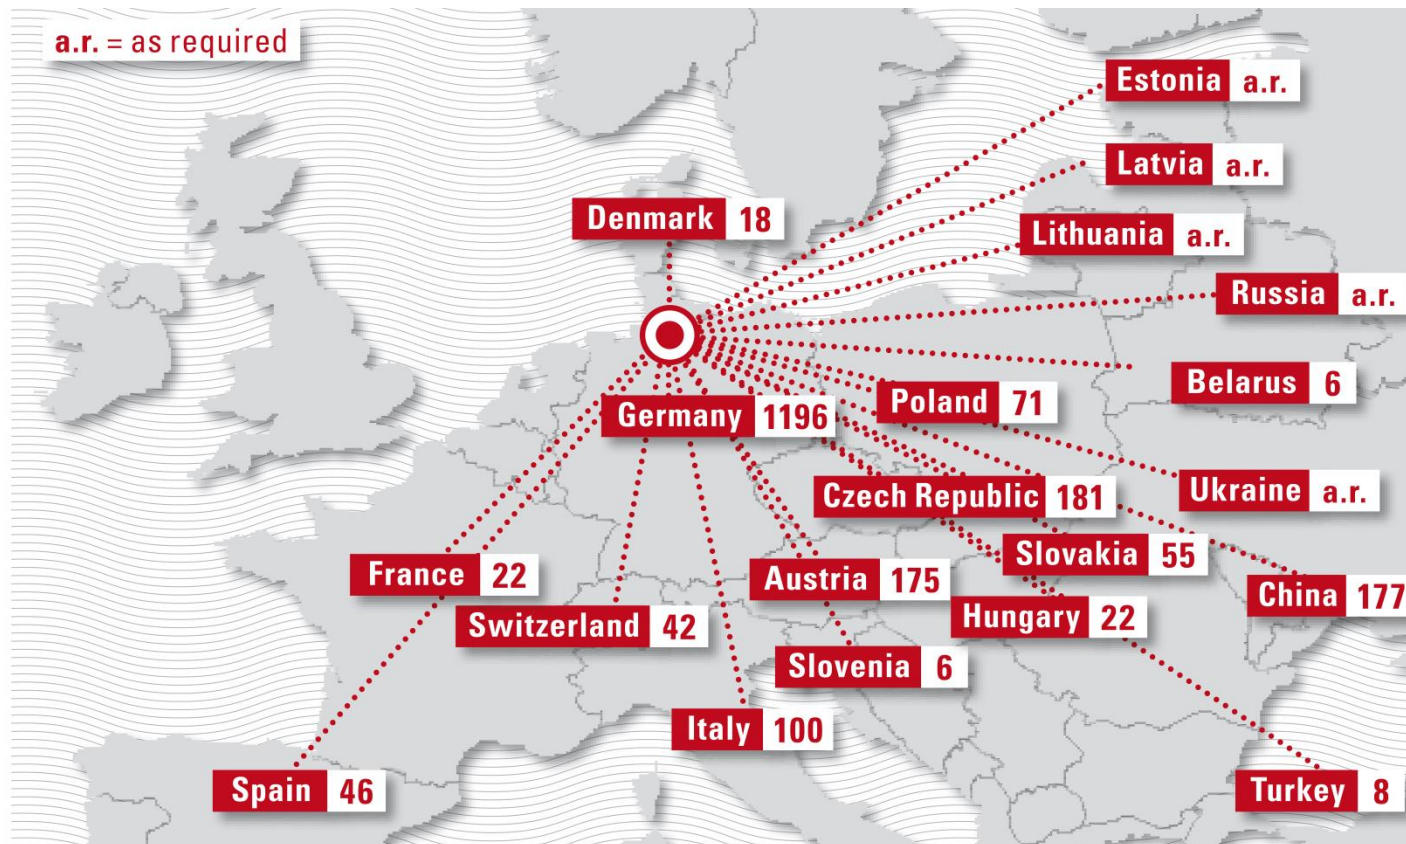 a.r. = as required
Estonia a.r.
Latvia a.r.
Denmark 18
Lithuania a.r.
Russia a.r.
Belarus 6
Poland 71
Germany 1196
Czech Republic 181
Ukraine a.r.
Slovakia 55
France 22
Austria 175
China 177
Switzerland 42
Hungary 22
Slovenia 6
Italy 100
Spain 46
Turkey 8